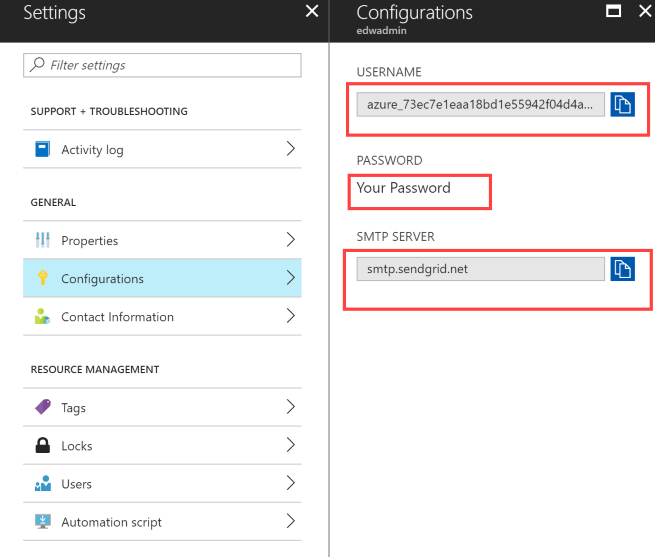 Settings
Filter settings
SUPPORT + TROUBLESHOOTING
Activity log
GENERAL
Properties
Configurations
Contact Information
RESOURCE MANAGEMENT
Tags
Locks
Users
Automation script
Configurations
edwadmin
USERNAME
azure_73ec7e1eaa18bd1e55942f04d4a...
PASSWORD
Your Password
SMTP SERVER
smtp.sendgrid.net